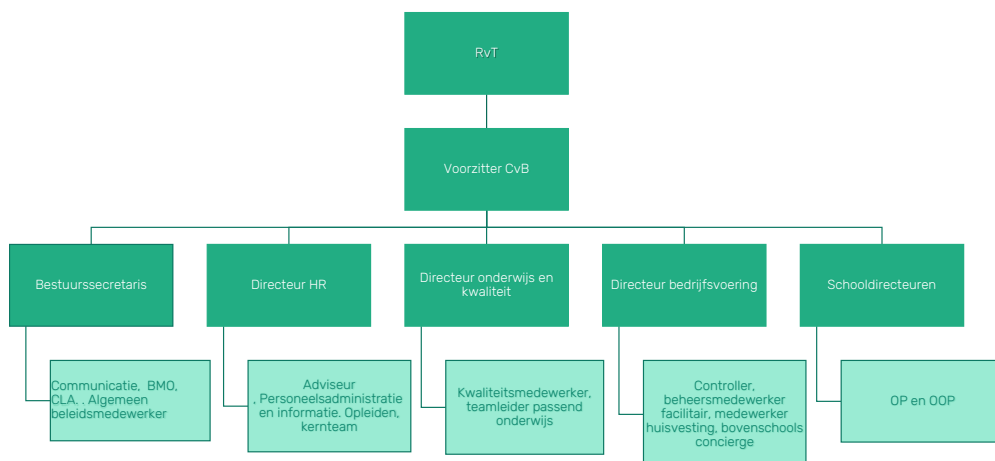 RvT
Voorzitter CvB
Bestuurssecretaris
Directeur HR
Directeur onderwijs en
kwaliteit
Directeur bedrijfsvoering
Schooldirecteuren
Communicatie, BMO,
CLA. . Algemeen
beleidsmedewerker
Adviseur
, Personeelsadministratie
en informatie. Opleiden,
kernteam
Kwaliteitsmedewerker,
teamleider passend
onderwijs
Controller,
beheersmedewerker
facilitair, medewerker
huisvesting, bovenschools
concierge
OP en OOP